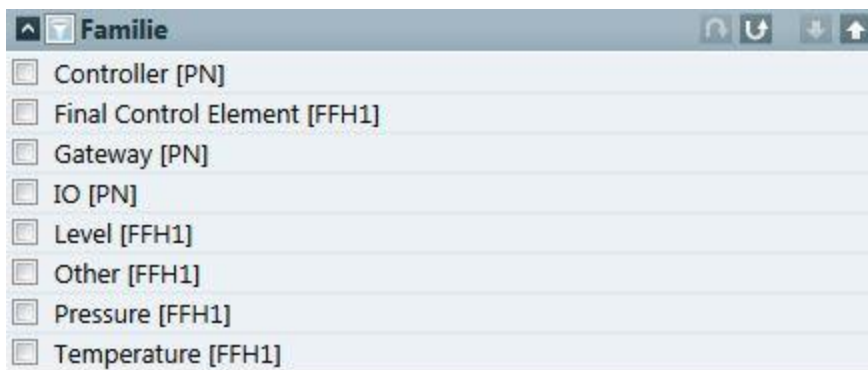 Familie
Controller [PN]
Final Control Element [FFH1]
Gateway [PN]
IO [PN]
Level [FFH1]
Other [FFH1]
Pressure [FFH1]
Temperature [FFH1]